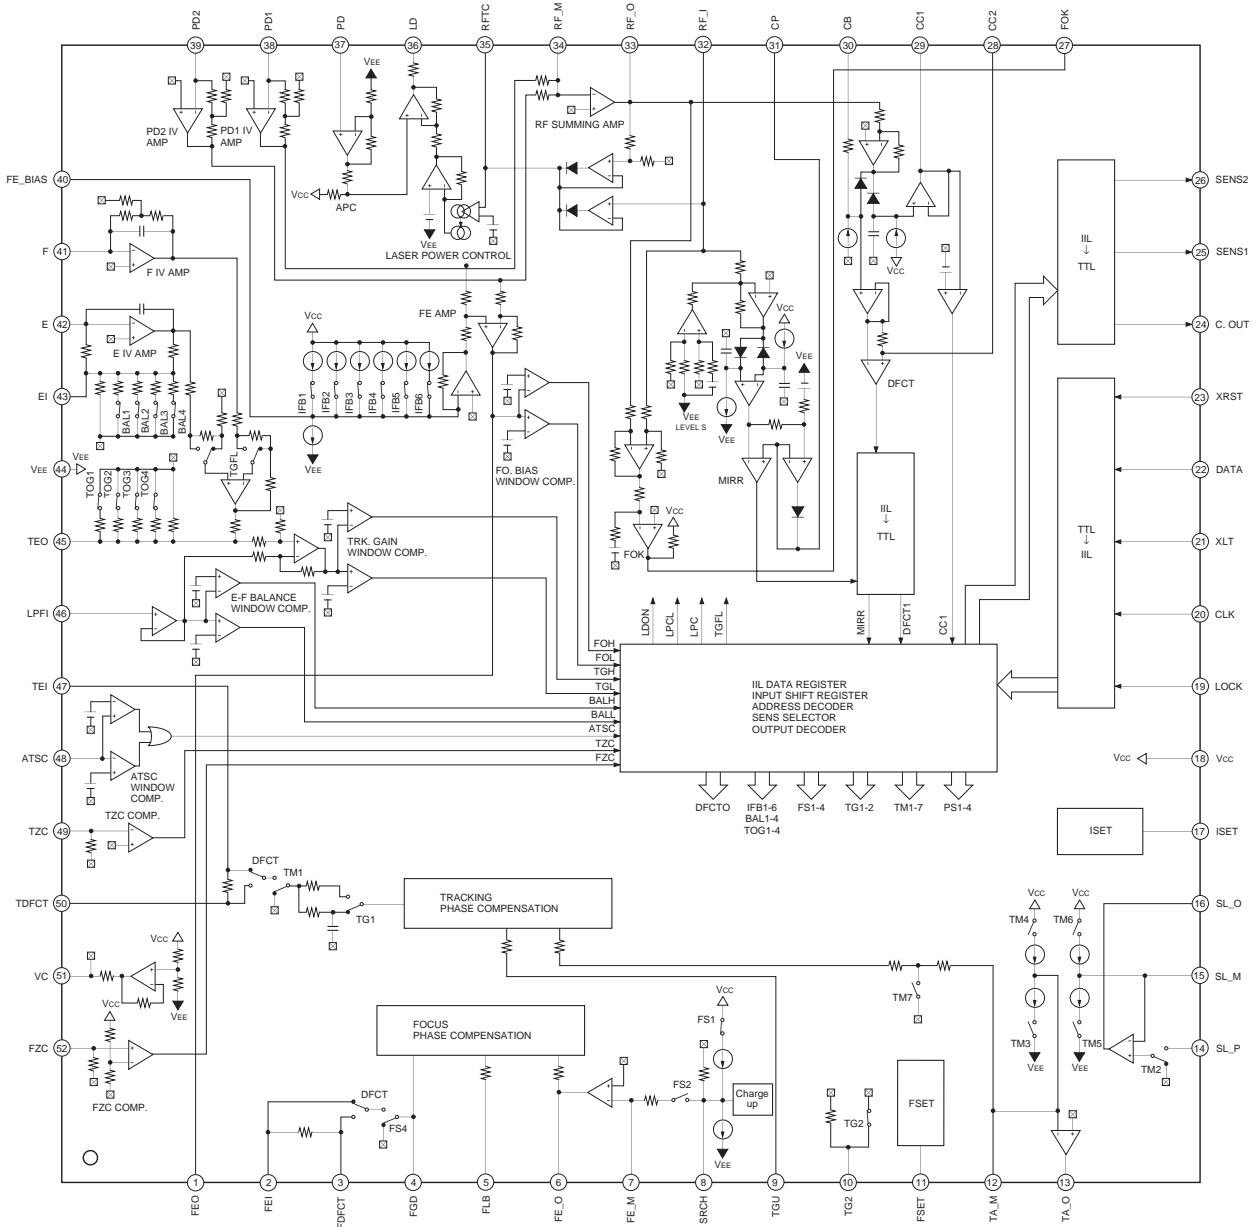 PD2
PD1
PD
LD
RFTC
RF_M
RF_O
RF_I
CP
CB
CC1
CC2
FOK
39
38
37
36
35
34
33
32
31
30
29
28
27
VEE
PD2 IV
AMP
PD1 IV
AMP
RF SUMMING AMP
VCC
APC
VEE
LASER POWER CONTROL
FE_BIAS 40
F 41
F IV AMP
E 42
E IV AMP
EI 43
BAL1
BAL2
BAL3
BAL4
VEE
VEE 44
TOG1
TOG2
TOG3
TOG4
TGFL
TEO 45
LPFI 46
TEI 47
ATSC 48
TZC 49
TDFCT 50
VC 51
FZC 52
FE AMP
VCC
IFB1
IFB2
IFB3
IFB4
IFB5
IFB6
VEE
FO. BIAS
WINDOW COMP.
TRK. GAIN
WINDOW COMP.
E-F BALANCE
WINDOW COMP.
ATSC
WINDOW
COMP.
TZC COMP.
VCC
VEE
VCC
FZC COMP.
VCC
VEE
VEE
LEVEL S
VEE
MIRR
VCC
FOK
VCC
DFCT
IIL
↓
TTL
IIL
↓
TTL
TTL
↓
IIL
26 SENS2
25 SENS1
24 C. OUT
23 XRST
22 DATA
21 XLT
20 CLK
19 LOCK
VCC 18 VCC
ISET 17 ISET
16 SL_O
15 SL_M
14 SL_P
LDON
LPCL
LPC
TGFL
MIRR
DFCT1
CC1
FOH
FOL
TGH
TGL
BALH
BALL
ATSC
TZC
FZC
IIL DATA REGISTER
INPUT SHIFT REGISTER
ADDRESS DECODER
SENS SELECTOR
OUTPUT DECODER
DFCTO
IFB1-6
BAL1-4
TOG1-4
FS1-4
TG1-2
TM1-7
PS1-4
DFCT
TM1
TG1
TRACKING
PHASE COMPENSATION
FOCUS
PHASE COMPENSATION
DFCT
FS4
VCC
FS1
FS2
Charge
up
VEE
TM7
TG2
FSET
VCC
TM4
VCC
TM6
TM3
VEE
TM5
VEE
TM2
1
2
3
4
5
6
7
8
9
10
11
12
13
FEO
FEI
FDFCT
FGD
FLB
FE_O
FE_M
SRCH
TGU
TG2
FSET
TA_M
TA_O